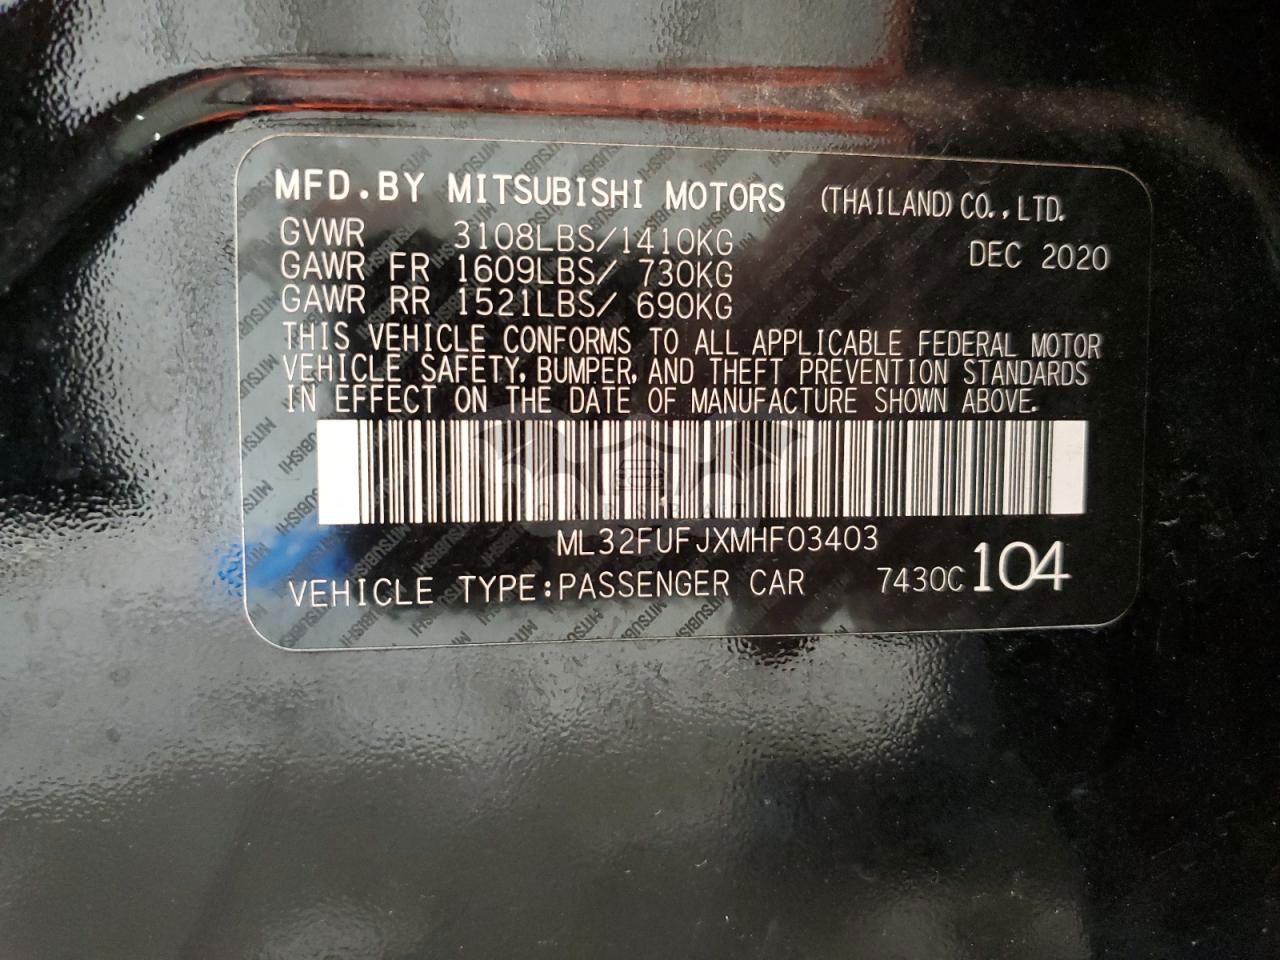 MFD.BY MITSUBISHI MOTORS (THAILAND) CO.,LTD.
GVWR 3108LBS/1410KG DEC 2020
GAWR FR 1609LBS/ 730KG
GAWR RR 1521LBS/ 690KG
THIS VEHICLE CONFORMS TO ALL APPLICABLE FEDERAL MOTOR
VEHICLE SAFETY, BUMPER, AND THEFT PREVENTION STANDARDS
IN EFFECT ON THE DATE OF MANUFACTURE SHOWN ABOVE.
ML32FUFJXMHF03403
VEHICLE TYPE:PASSENGER CAR 7430C 104